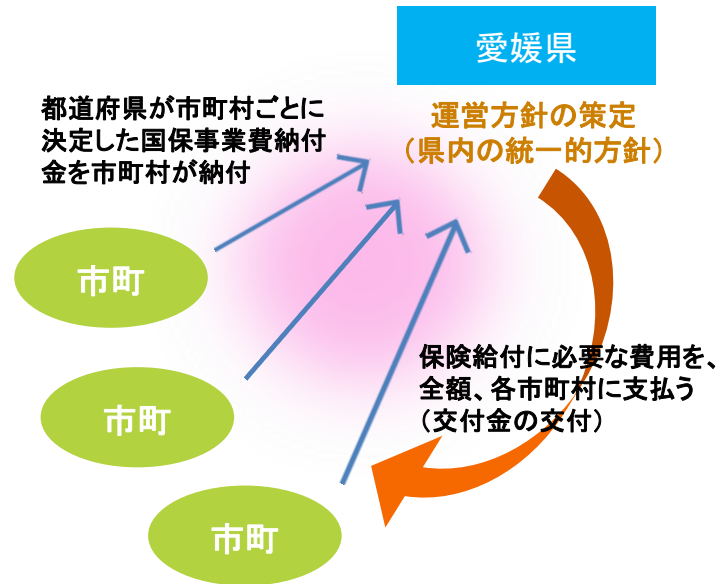 愛媛県
運営方針の策定
（県内の統一的方針）
都道府県が市町村ごとに
決定した国保事業費納付
金を市町村が納付
市町
市町
市町
保険給付に必要な費用を、
全額、各市町村に支払う
（交付金の交付）